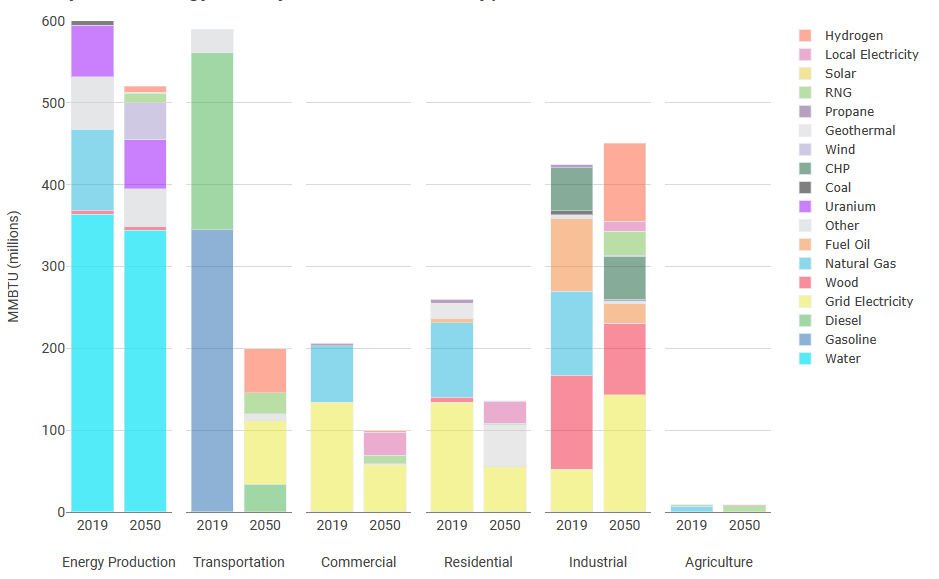 600
500
400
300
200
100
0
MMBTU (millions)
2019 2050 2019 2050 2019 2050 2019 2050 2019 2050 2019 2050
Energy Production Transportation Commercial Residential Industrial Agriculture
Hydrogen
Local Electricity
Solar
RNG
Propane
Geothermal
Wind
CHP
Coal
Uranium
Other
Fuel Oil
Natural Gas
Wood
Grid Electricity
Diesel
Gasoline
Water